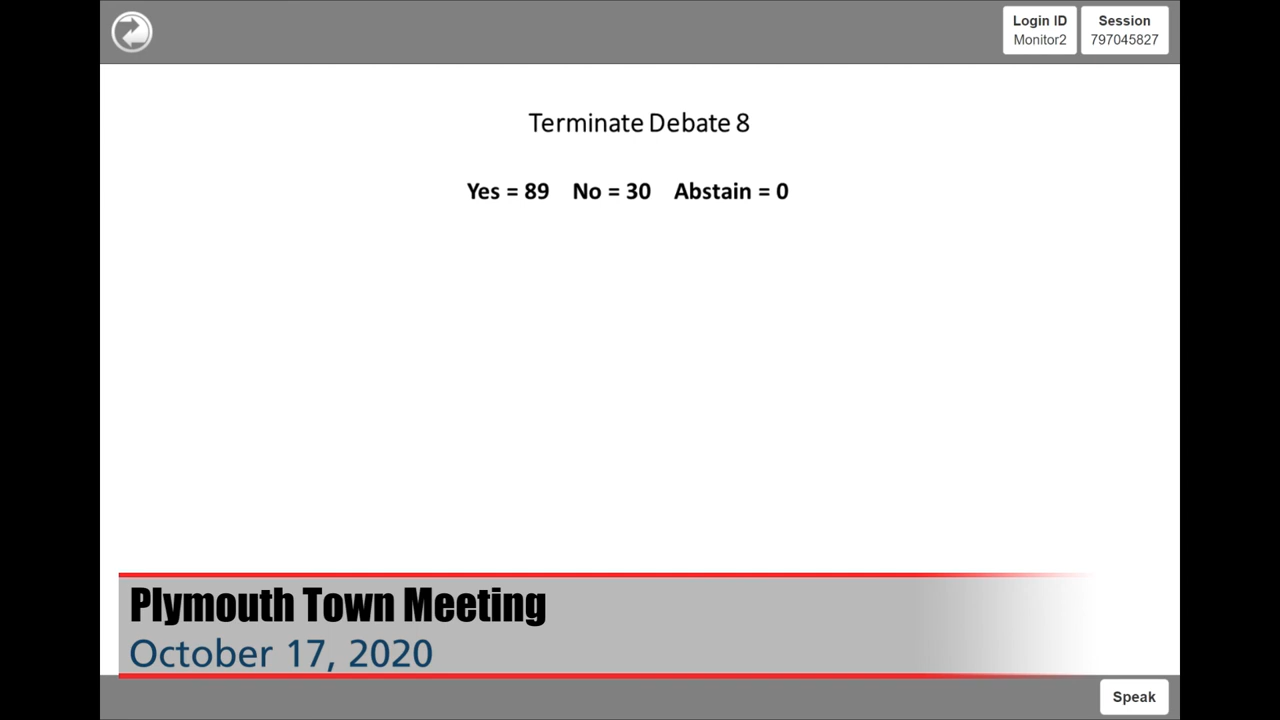 Login ID
Monitor2
Session
797045827
Terminate Debate 8
Yes = 89 No = 30 Abstain = 0
Plymouth Town Meeting
October 17, 2020
Speak